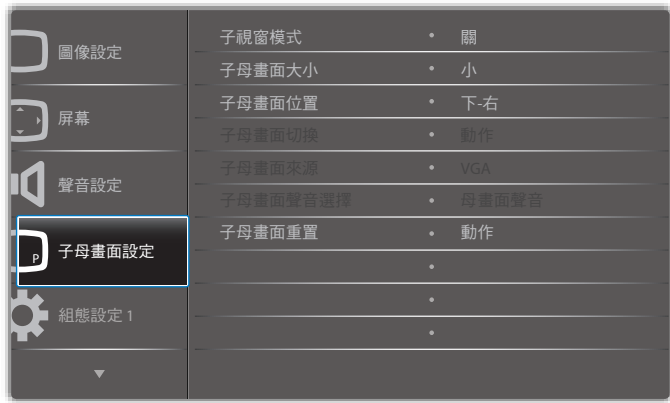 圖像設定
屏幕
聲音設定
P
子母畫面設定
組態設定 1
▼
子視窗模式 • 關
子母畫面大小 • 小
子母畫面位置 • 下-右
子母畫面切換 • 動作
子母畫面來源 • VGA
子母畫面聲音選擇 • 母畫面聲音
子母畫面重置 • 動作
•
•
•